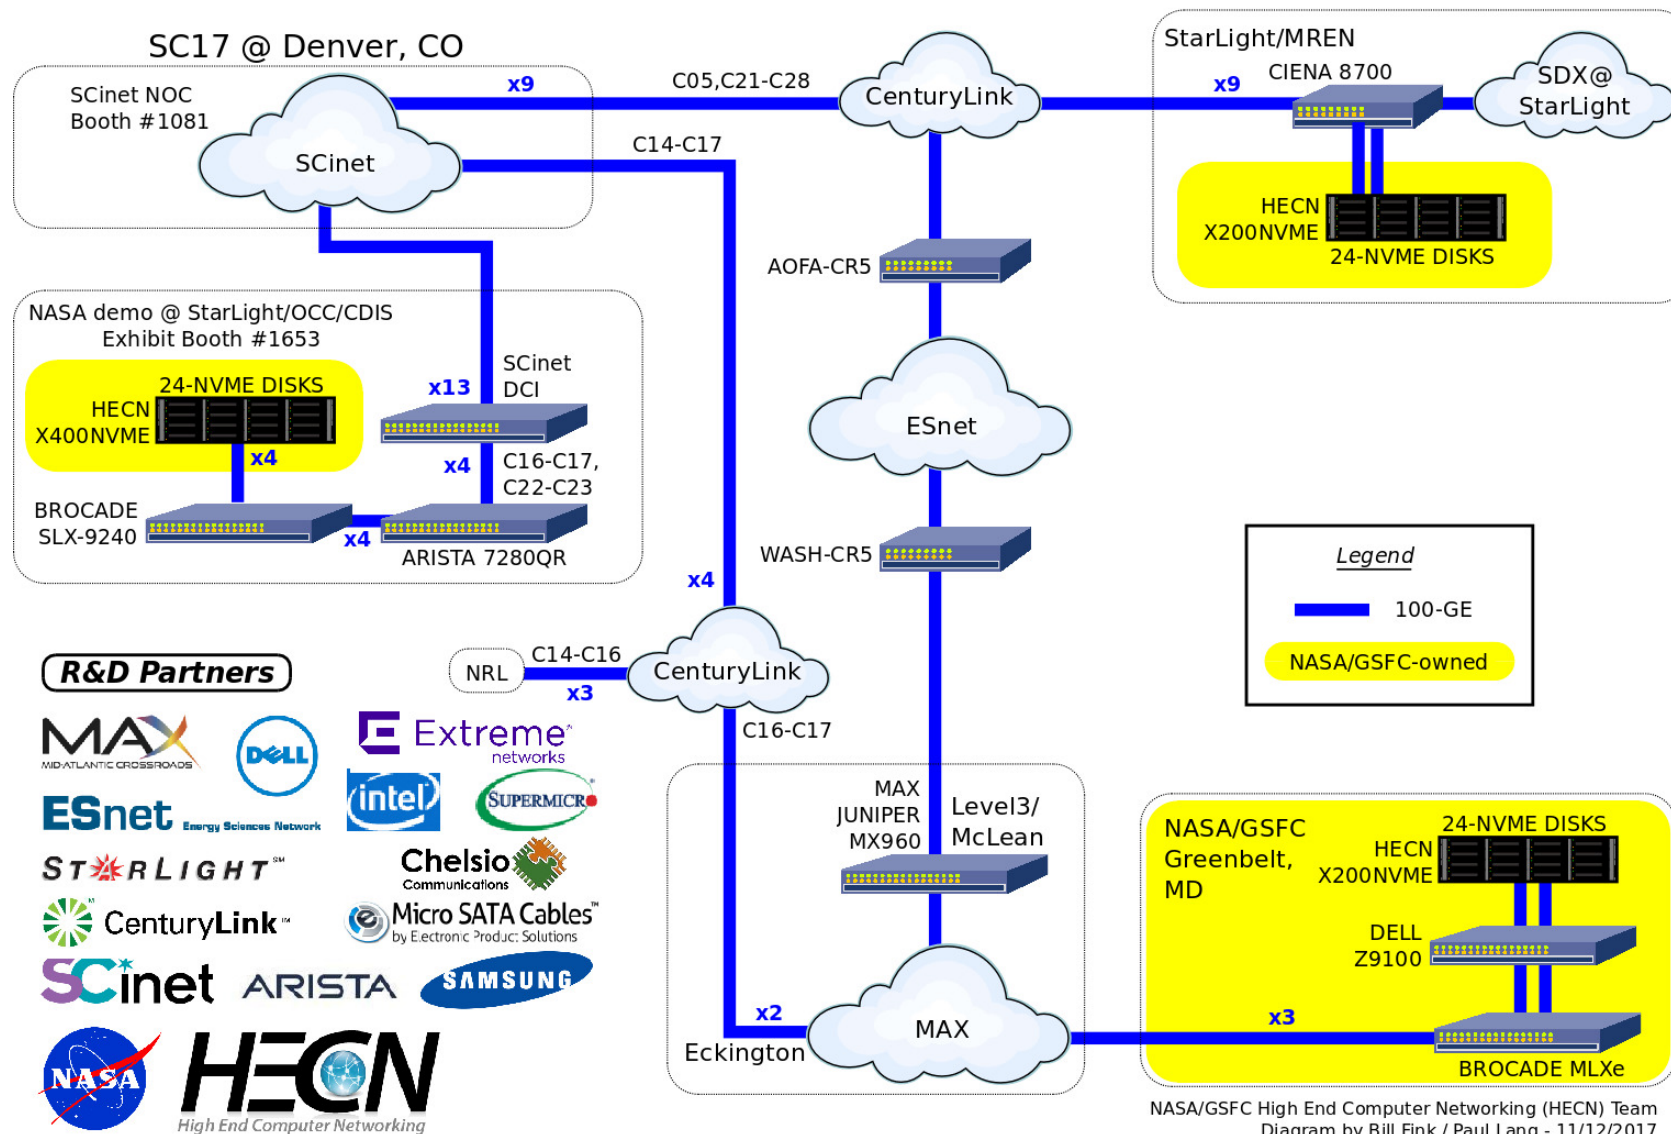 SC17 @ Denver, CO
SCinet NOC
Booth #1081
SCinet
x9
C05,C21-C28
C14-C17
CenturyLink
StarLight/MREN
CIENA 8700
x9
SDX@
StarLight
HECN
X200NVME
24-NVME DISKS
AOFA-CR5
NASA demo @ StarLight/OCC/CDIS
Exhibit Booth #1653
24-NVME DISKS
HECN
X400NVME
x4
SCinet
DCI
x13
x4
C16-C17,
C22-C23
BROCADE
SLX-9240
x4
ARISTA 7280QR
ESnet
WASH-CR5
x4
Legend
100-GE
NASA/GSFC-owned
NRL
C14-C16
x3
CenturyLink
C16-C17
R&D Partners
MAX
MID-ATLANTIC CROSSROADS
DELL
Extreme
networks
ESnet Energy Sciences Network
intel
SUPERMICR
STARLIGHT℠
Chelsio
Communications
CenturyLink™
Micro SATA Cables™
by Electronic Product Solutions
SCinet
ARISTA
SAMSUNG
NASA
HECN
High End Computer Networking
MAX
JUNIPER
MX960
Level3/
McLean
x2
Eckington
MAX
x3
NASA/GSFC
Greenbelt,
MD
24-NVME DISKS
HECN
X200NVME
DELL
Z9100
BROCADE MLXe
NASA/GSFC High End Computer Networking (HECN) Team
Diagram by Bill Fink / Paul Lang - 11/12/2017